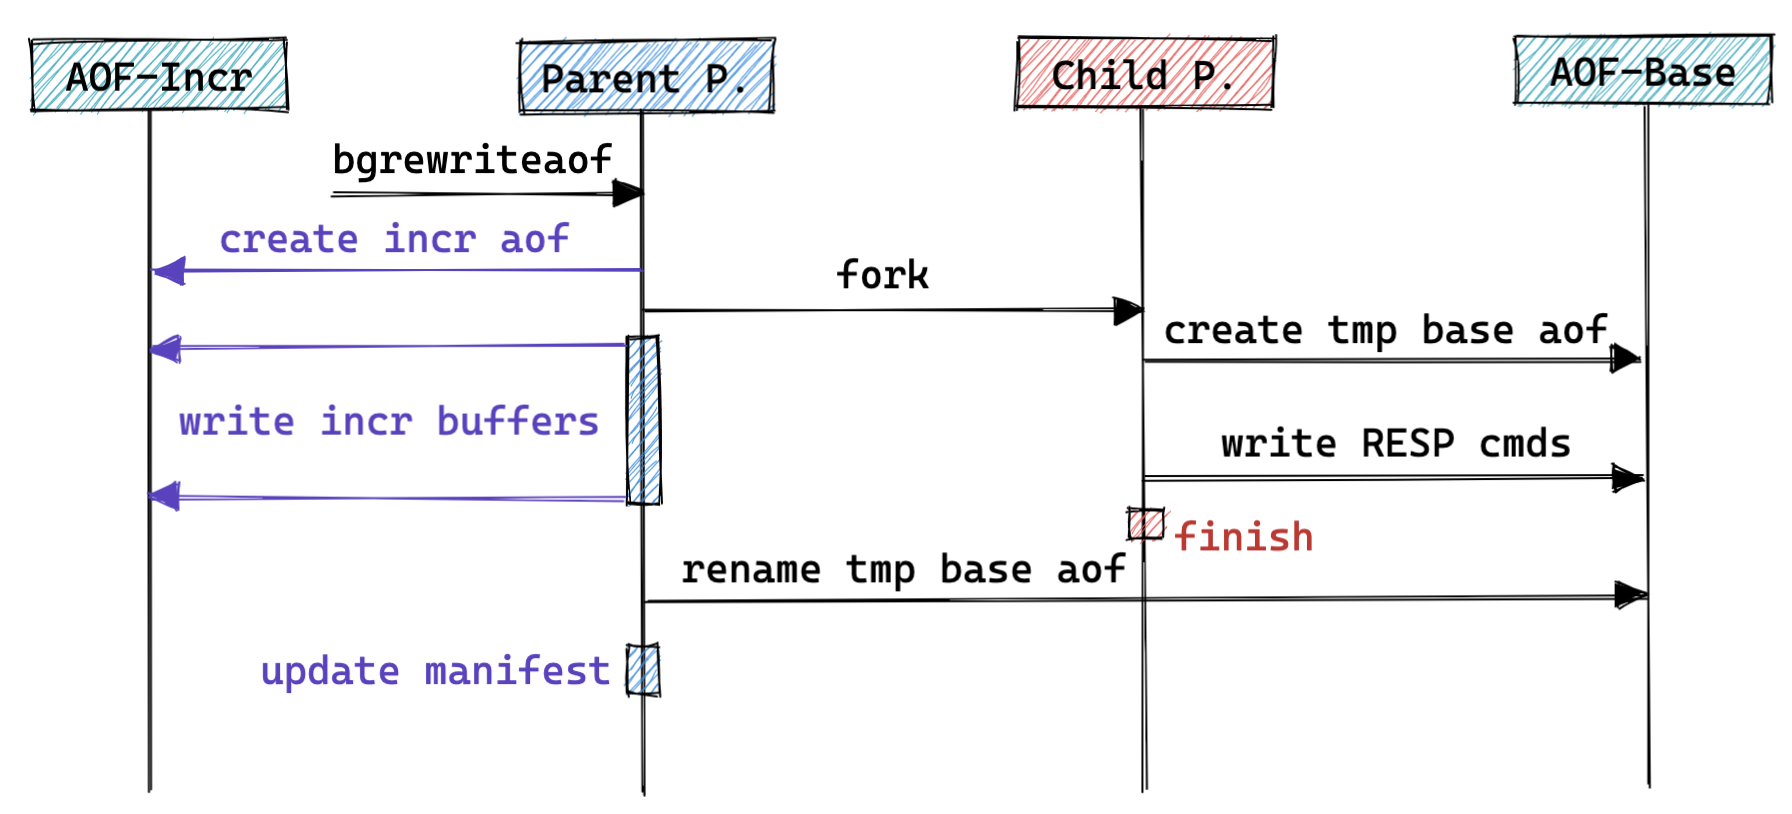 AOF-Incr
Parent P.
Child P.
AOF-Base
bgrewriteaof
create incr aof
fork
create tmp base aof
write incr buffers
write RESP cmds
finish
rename tmp base aof
update manifest